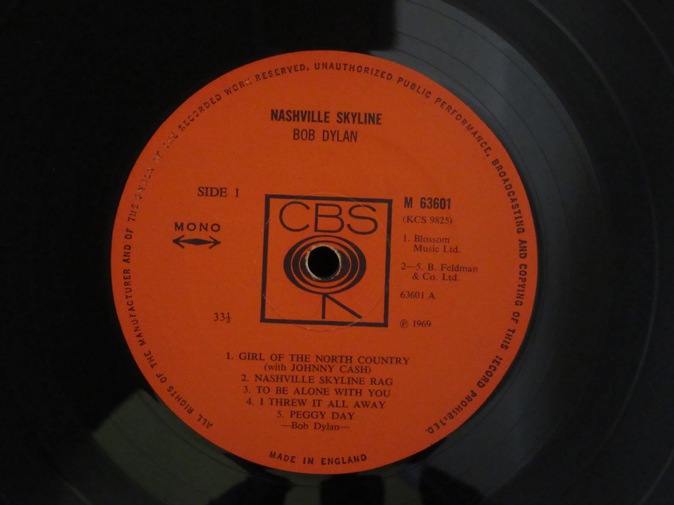 ALL RIGHTS OF THE MANUFACTURER AND OF THE OWNER OF THE RECORDED WORK RESERVED. UNAUTHORIZED PUBLIC PERFORMANCE, BROADCASTING AND COPYING OF THIS RECORD PROHIBITED.
NASHVILLE SKYLINE
BOB DYLAN
SIDE 1
MONO
CBS
M 63601
(KCS 9825)
1. Blossom
Music Ltd.
2—5. B. Feldman
& Co. Ltd.
63601 A
33⅓
℗ 1969
1. GIRL OF THE NORTH COUNTRY
(with JOHNNY CASH)
2. NASHVILLE SKYLINE RAG
3. TO BE ALONE WITH YOU
4. I THREW IT ALL AWAY
5. PEGGY DAY
—Bob Dylan—
MADE IN ENGLAND